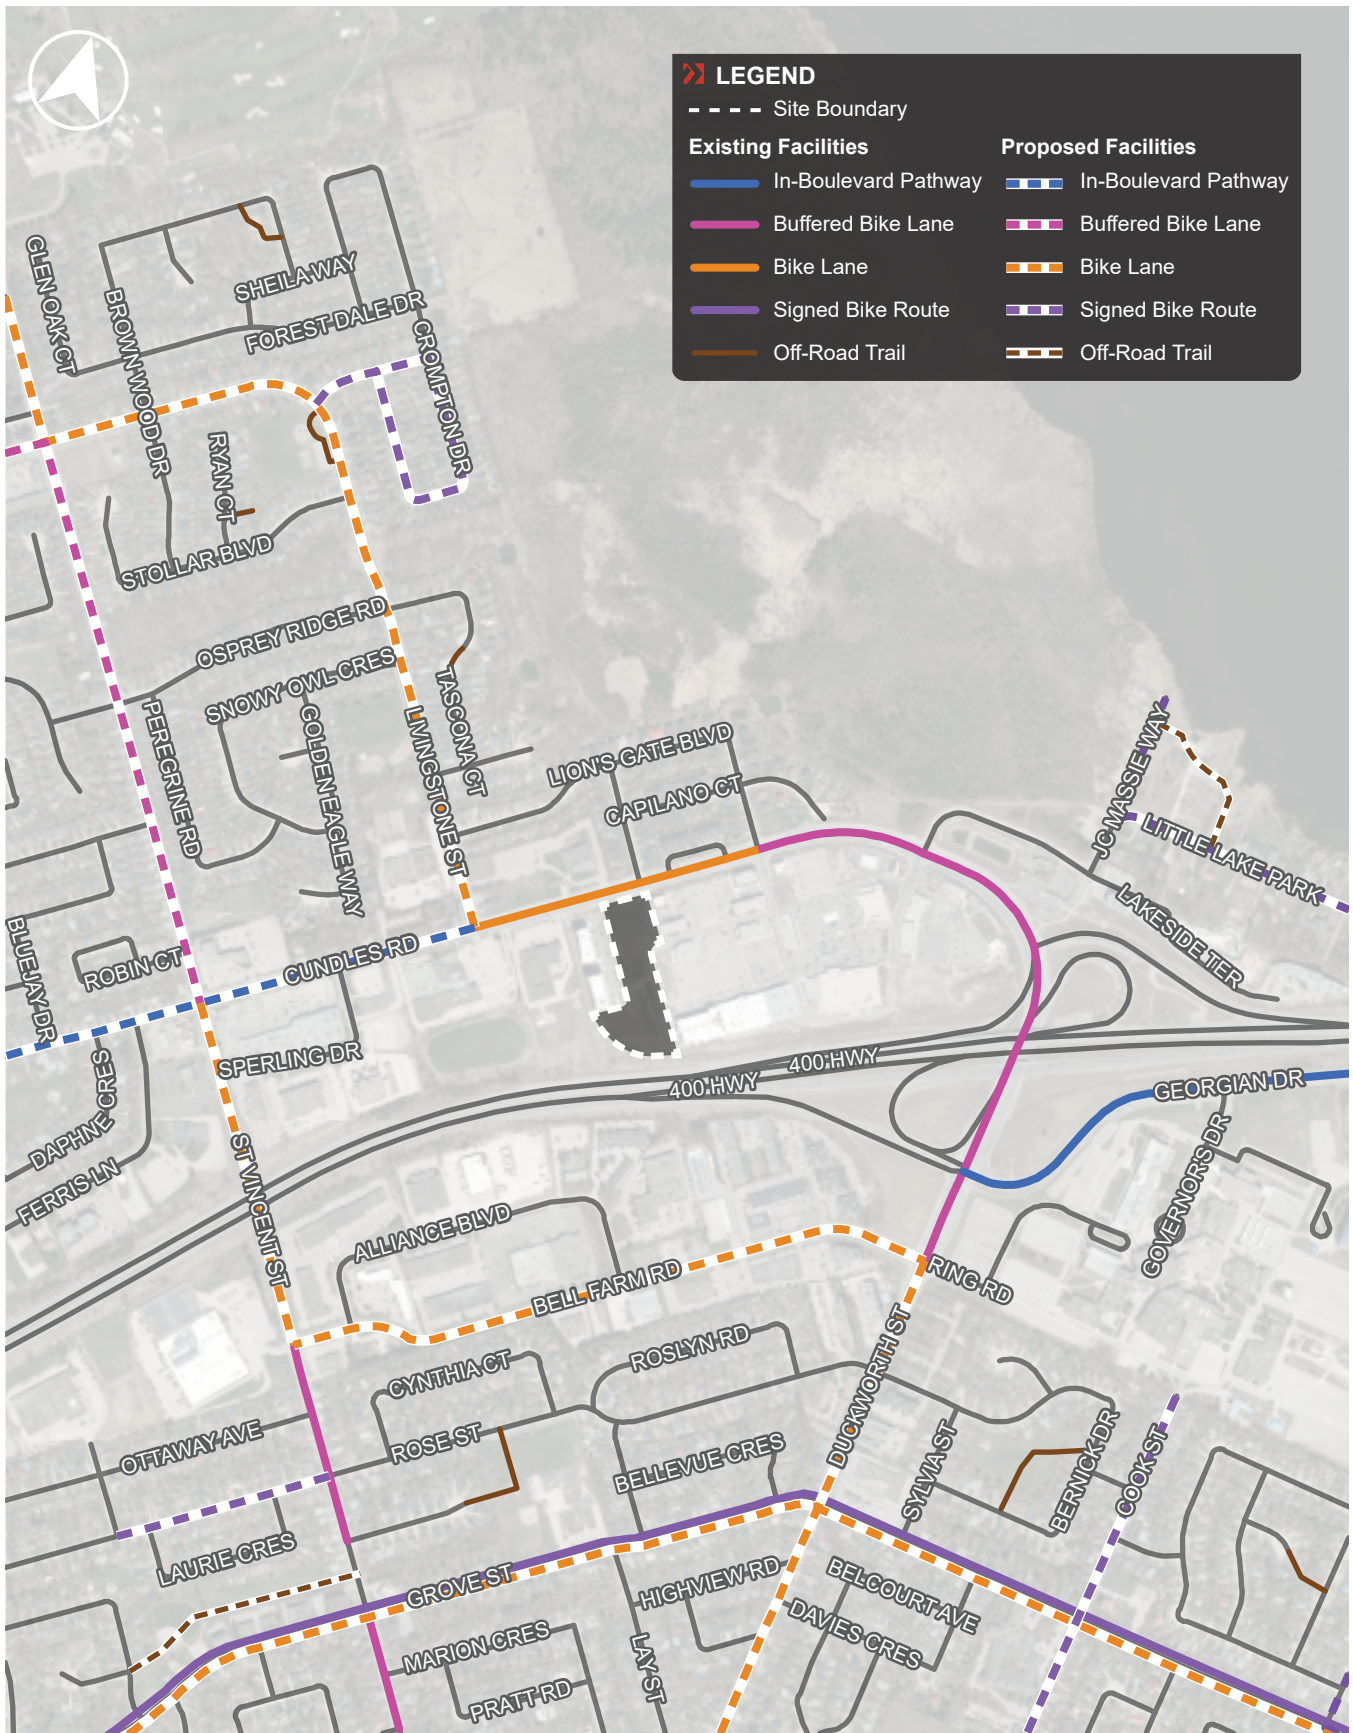 LEGEND
Site Boundary
Existing Facilities
Proposed Facilities
In-Boulevard Pathway
In-Boulevard Pathway
Buffered Bike Lane
Buffered Bike Lane
Bike Lane
Bike Lane
Signed Bike Route
Signed Bike Route
Off-Road Trail
Off-Road Trail
GLEN OAK CT
BROWN WOOD DR
SHEILA WAY
FOREST DALE DR
CROMPTON DR
RYAN CT
STOLLAR BLVD
OSPREY RIDGE RD
SNOWY OWL CRES
TASCONA CT
LIVINGSTONE ST
PEREGRINE RD
GOLDEN EAGLE WAY
LION'S GATE BLVD
CAPILANO CT
JC MASSIE WAY
LITTLE LAKE PARK
LAKESIDE TER
BLUEJAY DR
ROBIN CT
CUNDLES RD
SPERLING DR
DAPHNE CRES
FERRIS LN
400 HWY
400 HWY
GEORGIAN DR
GOVERNOR'S DR
ST VINCENT ST
ALLIANCE BLVD
BELL FARM RD
RING RD
DUCKWORTH ST
ROSLYN RD
CYNTHIA CT
OTTAWAY AVE
ROSE ST
BELLEVUE CRES
SYLVIA ST
BERNICK DR
COOK ST
LAURIE CRES
GROVE ST
HIGHVIEW RD
BELCOURT AVE
DAVIES CRES
MARION CRES
LAY ST
PRATT RD